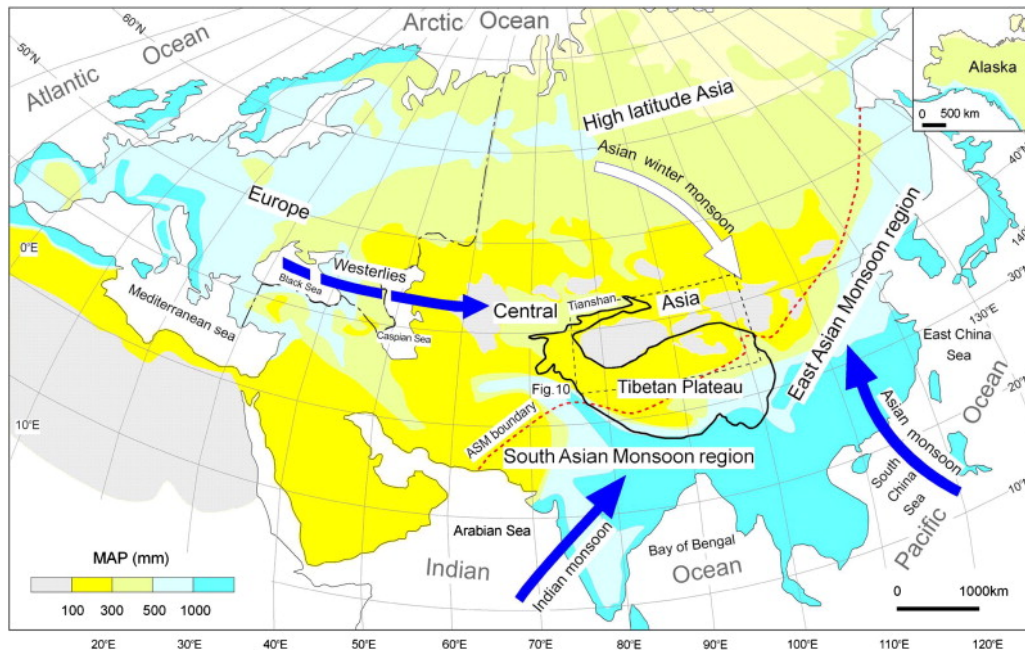 Arctic Ocean
Atlantic Ocean
50°N
60°N
Alaska
0 500 km
40°N
High latitude Asia
Asian winter monsoon
Europe
0°E
Westerlies
Black Sea
Mediterranean sea
Caspian Sea
Central Asia
Tianshan
East Asian Monsoon region
140°E
30°N
130°E
East China
Sea
20°N
Fig.10
Tibetan Plateau
ASM boundary
10°E
South Asian Monsoon region
Asian monsoon
South
China
Sea
10°N
Pacific Ocean
Arabian Sea
Bay of Bengal
Indian Ocean
Indian monsoon
MAP (mm)
100 300 500 1000
0 1000km
20°E 30°E 40°E 50°E 60°E 70°E 80°E 90°E 100°E 110°E 120°E